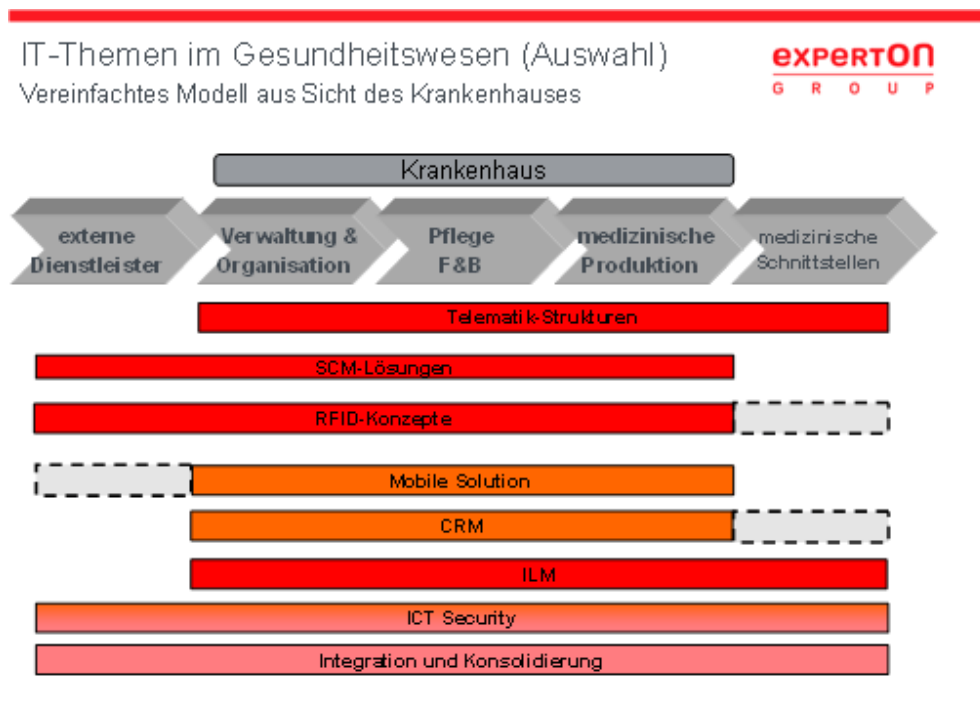 IT-Themen im Gesundheitswesen (Auswahl)
Vereinfachtes Modell aus Sicht des Krankenhauses
experton
GROUP
Krankenhaus
externe
Dienstleister
Verwaltung &
Organisation
Pflege
F&B
medizinische
Produktion
medizinische
Schnittstellen
Telematik-Strukturen
SCM-Lösungen
RFID-Konzepte
Mobile Solution
CRM
ILM
ICT Security
Integration und Konsolidierung